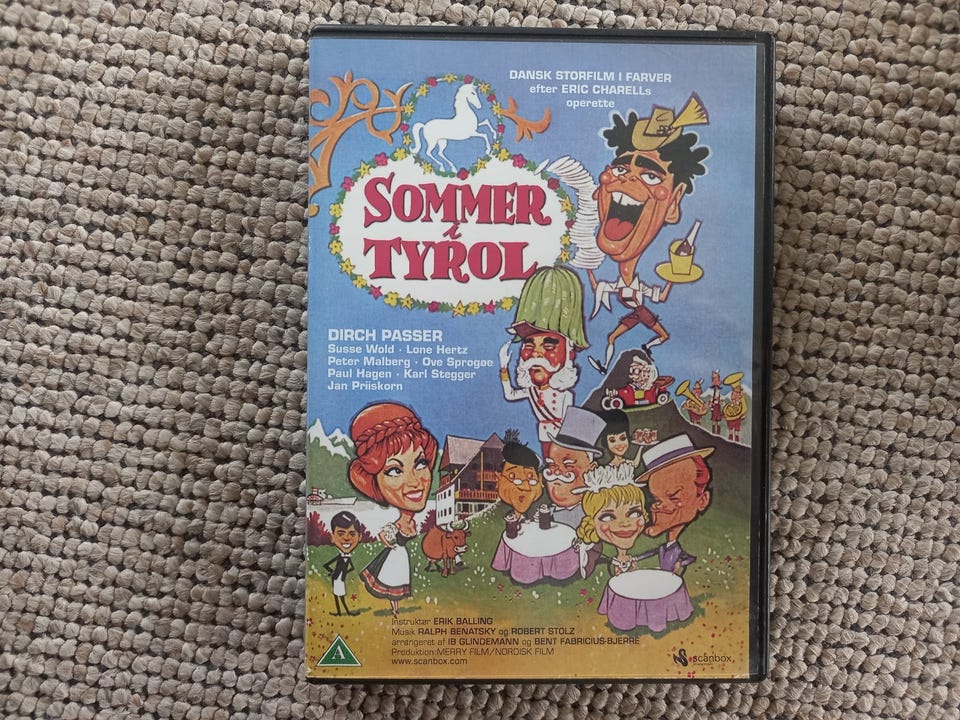 DANSK STORFILM I FARVER
efter ERIC CHARELLs
operette
SOMMER
i
TYROL
DIRCH PASSER
Susse Wold · Lone Hertz
Peter Malberg · Ove Sprogøe
Paul Hagen · Karl Stegger
Jan Priiskorn
Instruktør ERIK BALLING
Musik RALPH BENATSKY og ROBERT STOLZ
arrangeret af IB GLINDEMANN og BENT FABRICIUS-BJERRE
Produktion:MERRY FILM/NORDISK FILM
www.scanbox.com
A
scanbox